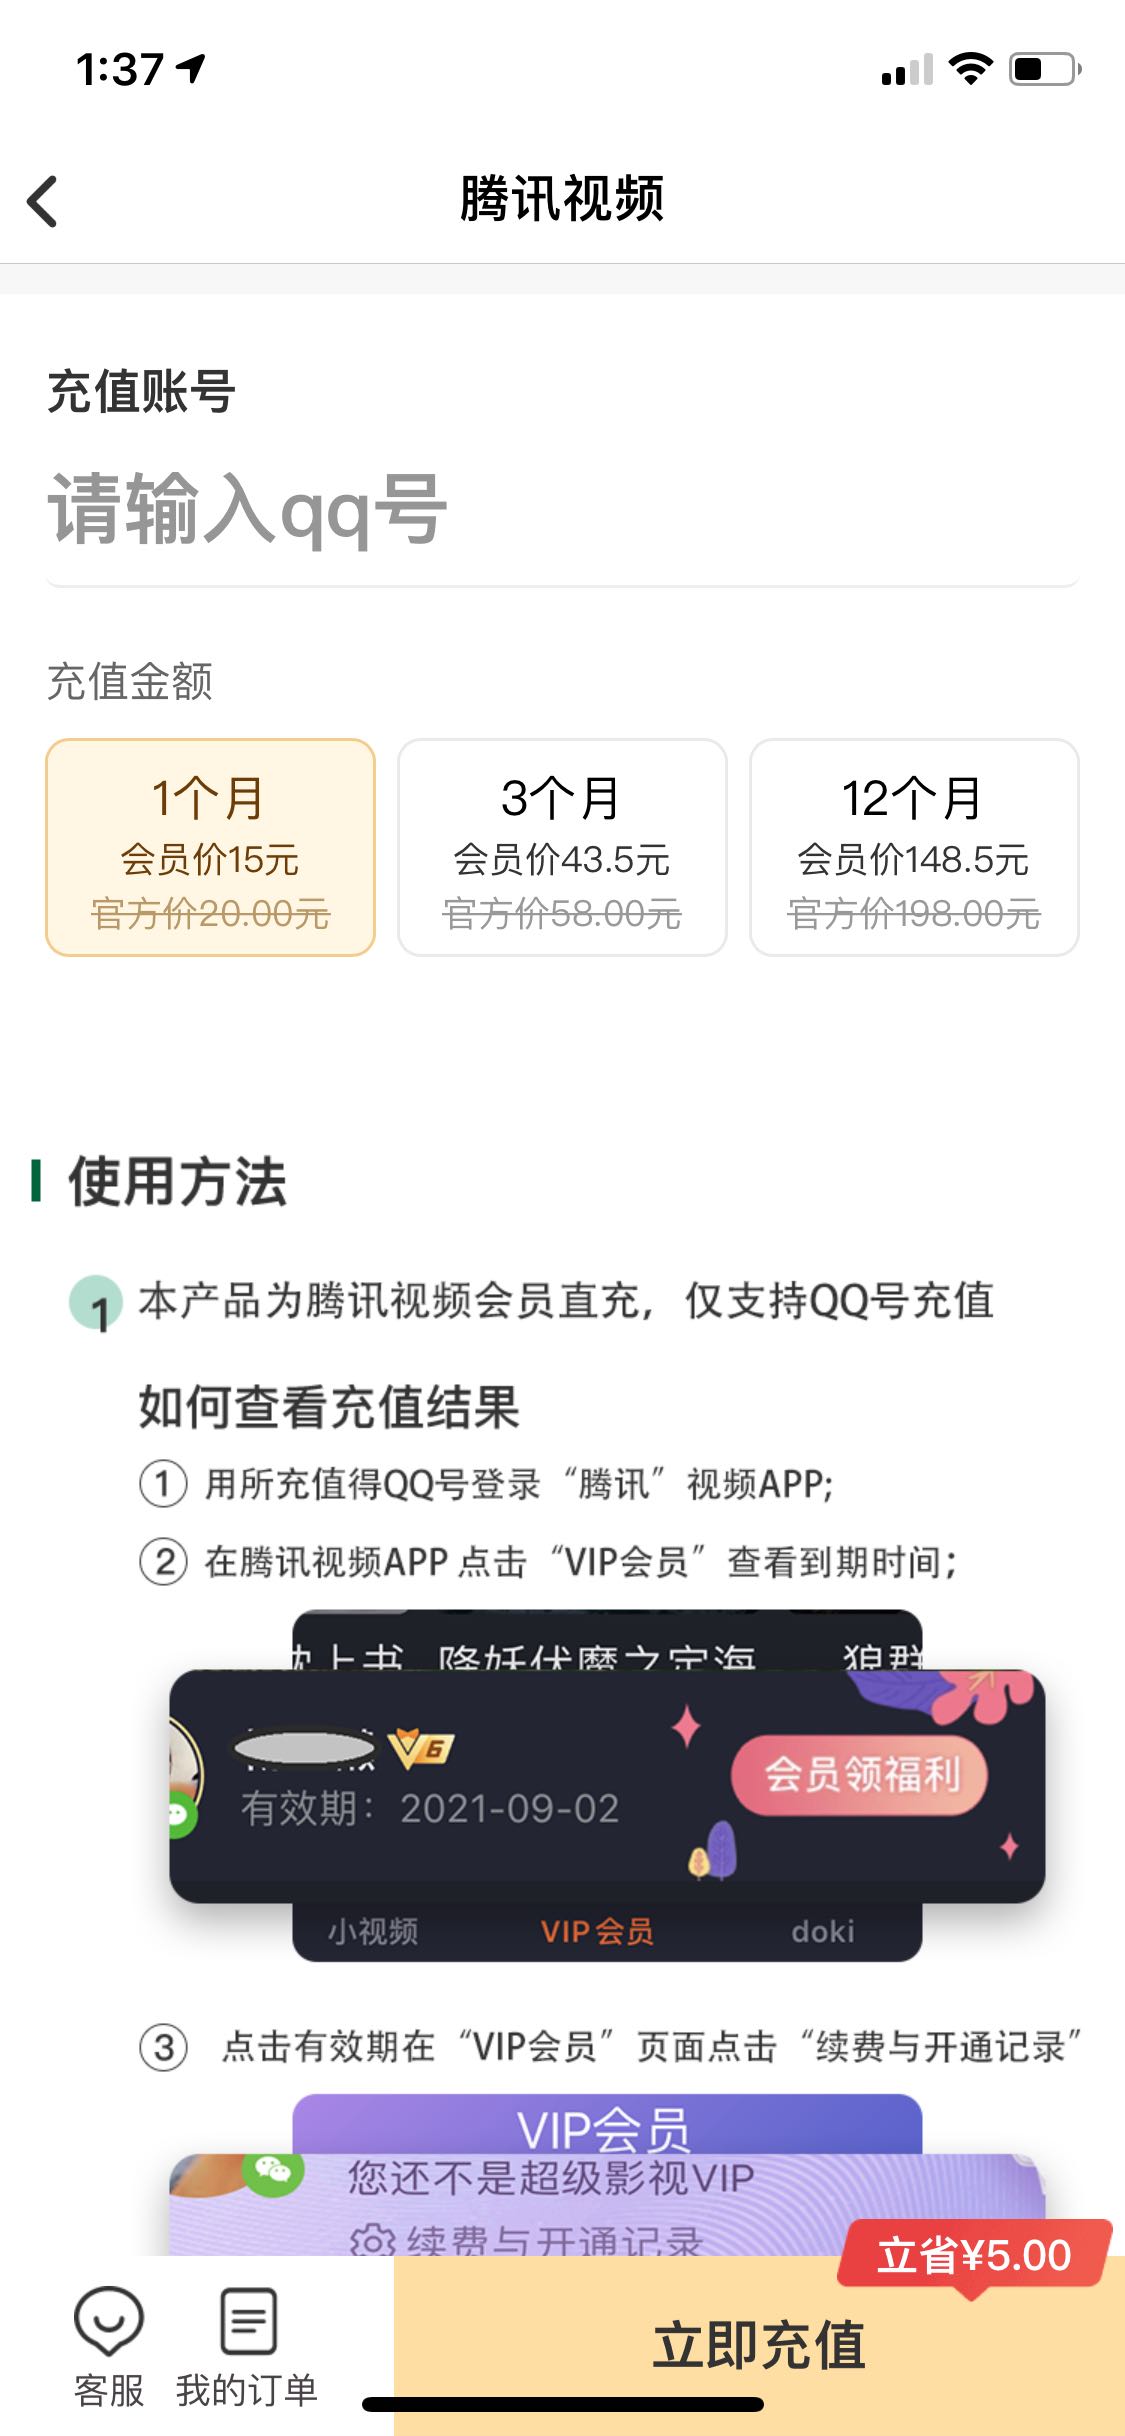 1:37
腾讯视频
充值账号
请输入qq号
充值金额
1个月
会员价15元
官方价20.00元
3个月
会员价43.5元
官方价58.00元
12个月
会员价148.5元
官方价198.00元
使用方法
1 本产品为腾讯视频会员直充，仅支持QQ号充值
如何查看充值结果
① 用所充值得QQ号登录“腾讯”视频APP;
② 在腾讯视频APP 点击“VIP会员”查看到期时间；
上书 降妖伏魔之定海 狼群
V6
有效期：2021-09-02
会员领福利
小视频 VIP会员 doki
③ 点击有效期在“VIP会员”页面点击“续费与开通记录”
VIP会员
您还不是超级影视VIP
续费与开通记录
立省¥5.00
客服
我的订单
立即充值